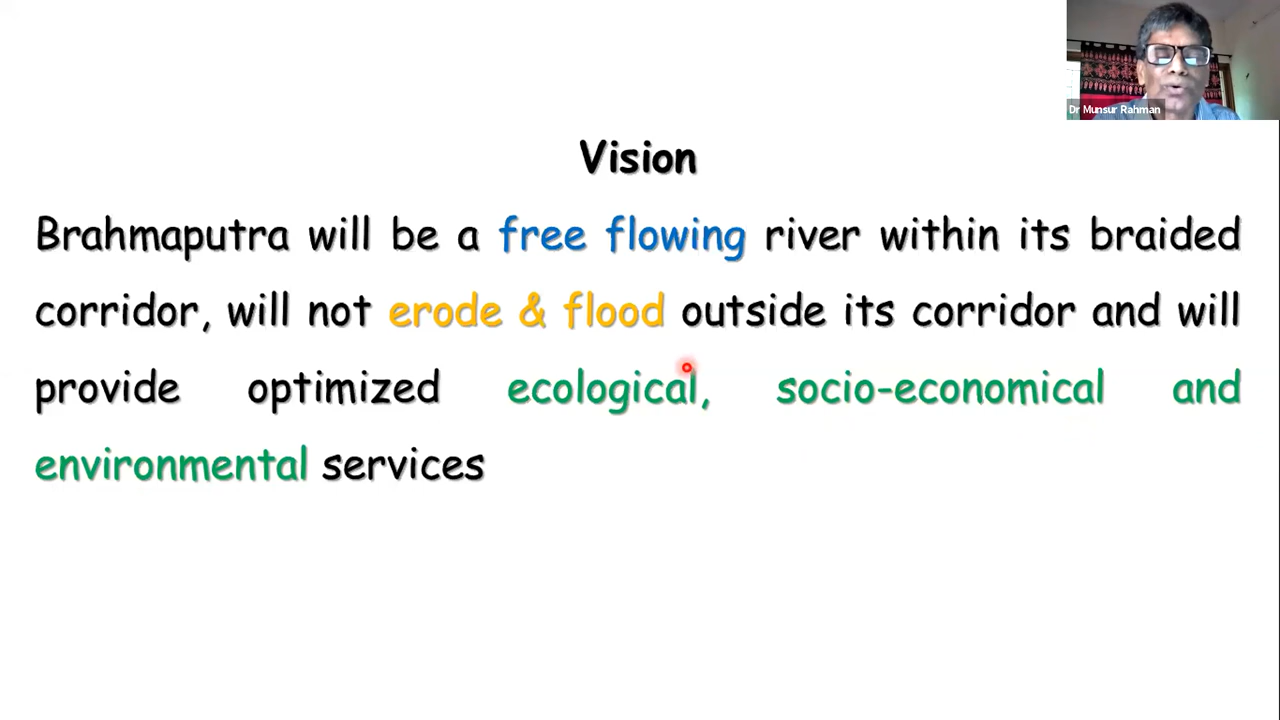 Dr Munsur Rahman
Vision
Brahmaputra will be a free flowing river within its braided
corridor, will not erode & flood outside its corridor and will
provide optimized ecological, socio-economical and
environmental services